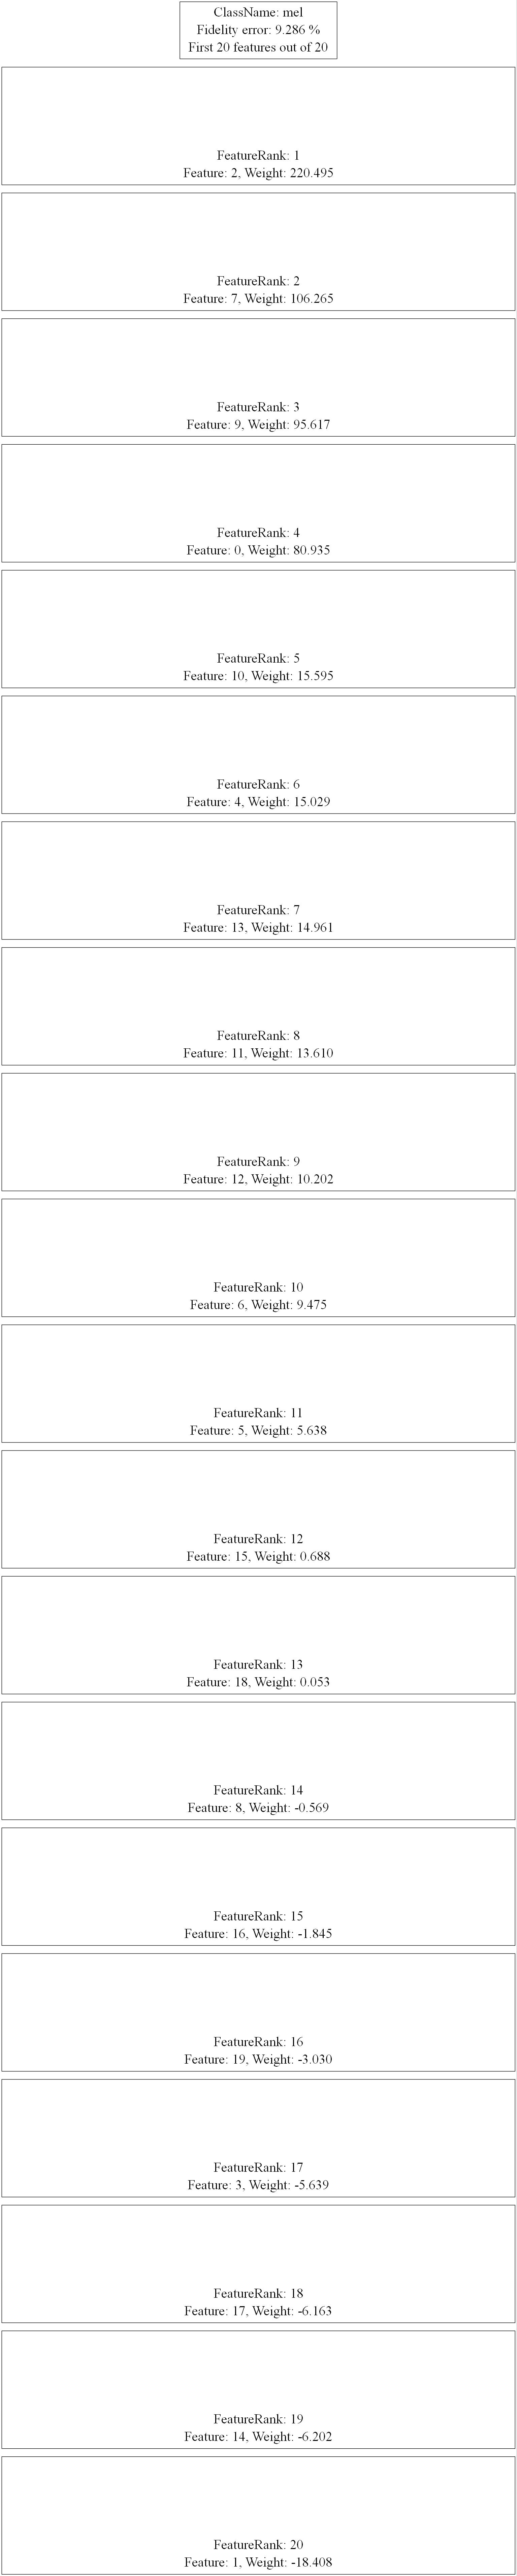 ClassName: mel
Fidelity error: 9.286 %
First 20 features out of 20
FeatureRank: 1
Feature: 2, Weight: 220.495
FeatureRank: 2
Feature: 7, Weight: 106.265
FeatureRank: 3
Feature: 9, Weight: 95.617
FeatureRank: 4
Feature: 0, Weight: 80.935
FeatureRank: 5
Feature: 10, Weight: 15.595
FeatureRank: 6
Feature: 4, Weight: 15.029
FeatureRank: 7
Feature: 13, Weight: 14.961
FeatureRank: 8
Feature: 11, Weight: 13.610
FeatureRank: 9
Feature: 12, Weight: 10.202
FeatureRank: 10
Feature: 6, Weight: 9.475
FeatureRank: 11
Feature: 5, Weight: 5.638
FeatureRank: 12
Feature: 15, Weight: 0.688
FeatureRank: 13
Feature: 18, Weight: 0.053
FeatureRank: 14
Feature: 8, Weight: -0.569
FeatureRank: 15
Feature: 16, Weight: -1.845
FeatureRank: 16
Feature: 19, Weight: -3.030
FeatureRank: 17
Feature: 3, Weight: -5.639
FeatureRank: 18
Feature: 17, Weight: -6.163
FeatureRank: 19
Feature: 14, Weight: -6.202
FeatureRank: 20
Feature: 1, Weight: -18.408